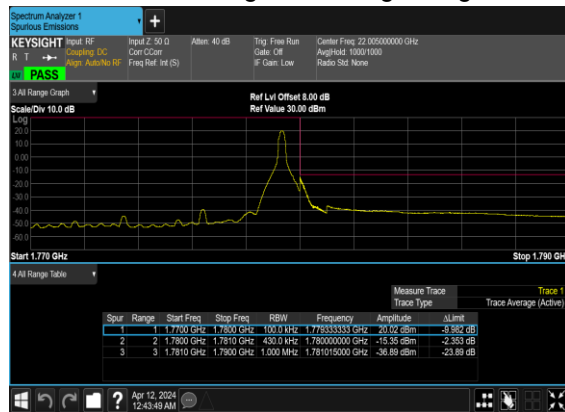 Spectrum Analyzer 1
Spurious Emissions
+
KEYSIGHT Input: RF Input Z: 50 Ω Atten: 40 dB Trig: Free Run Center Freq: 22.005000000 GHz
R T Coupling: DC Corr CCorr Gate: Off Avg|Hold: 1000/1000
Align: Auto/No RF Freq Ref: Int (S) IF Gain: Low Radio Std: None
LXI PASS
3 All Range Graph
Ref Lvl Offset 8.00 dB
Scale/Div 10.0 dB Ref Value 30.00 dBm
Log
20.0
10.0
0.00
-10.0
-20.0
-30.0
-40.0
-50.0
-60.0
Start 1.770 GHz Stop 1.790 GH
4 All Range Table
Measure Trace Trace 1
Trace Type Trace Average (Active)
Spur Range Start Freq Stop Freq RBW Frequency Amplitude ΔLimit
1 1 1.7700 GHz 1.7800 GHz 100.0 kHz 1.779333333 GHz 20.02 dBm -9.982 dB
2 2 1.7800 GHz 1.7810 GHz 430.0 kHz 1.780000000 GHz -15.35 dBm -2.353 dB
3 3 1.7810 GHz 1.7900 GHz 1.000 MHz 1.781015000 GHz -36.89 dBm -23.89 dB
? Apr 12, 2024
12:43:49 AM